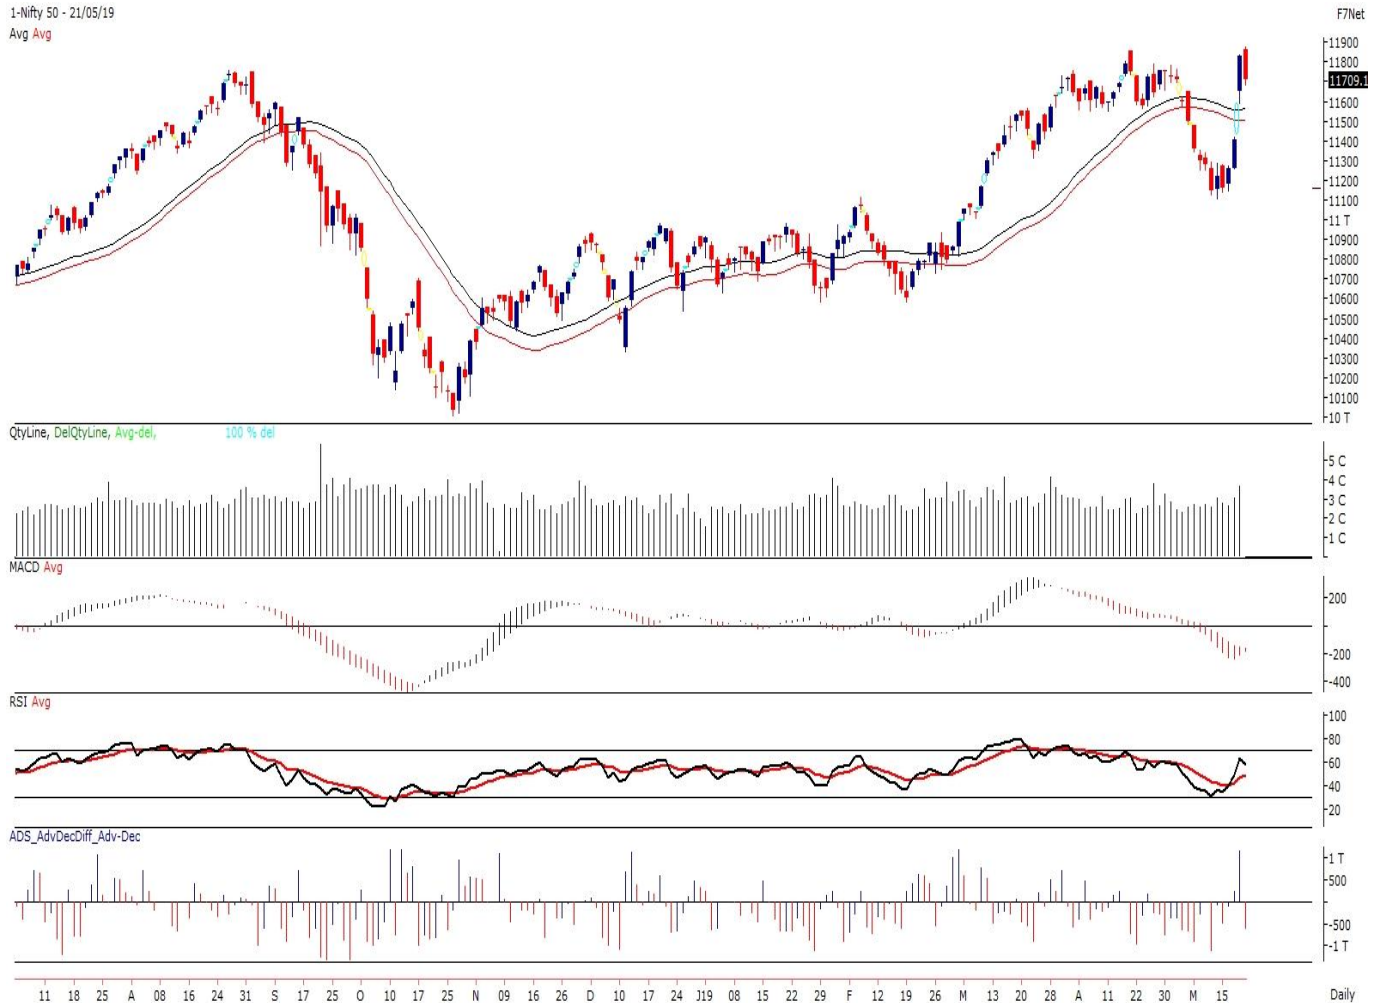 1-Nifty 50 - 21/05/19
F7Net
Avg Avg
11900
11800
11709.1
11600
11500
11400
11300
11200
11100
11 T
10900
10800
10700
10600
10500
10400
10300
10200
10100
10 T
QtyLine, DelQtyLine, Avg-del, 100 % del
5 C
4 C
3 C
2 C
1 C
MACD Avg
200
-200
-400
RSI Avg
100
80
60
40
20
ADS_AdvDecDiff_Adv-Dec
1 T
500
-500
-1 T
11 18 25 A 08 16 24 31 S 17 25 O 10 17 25 N 09 16 26 D 10 17 24 J19 08 15 22 29 F 12 19 26 M 13 20 28 A 11 22 30 M 15 Daily